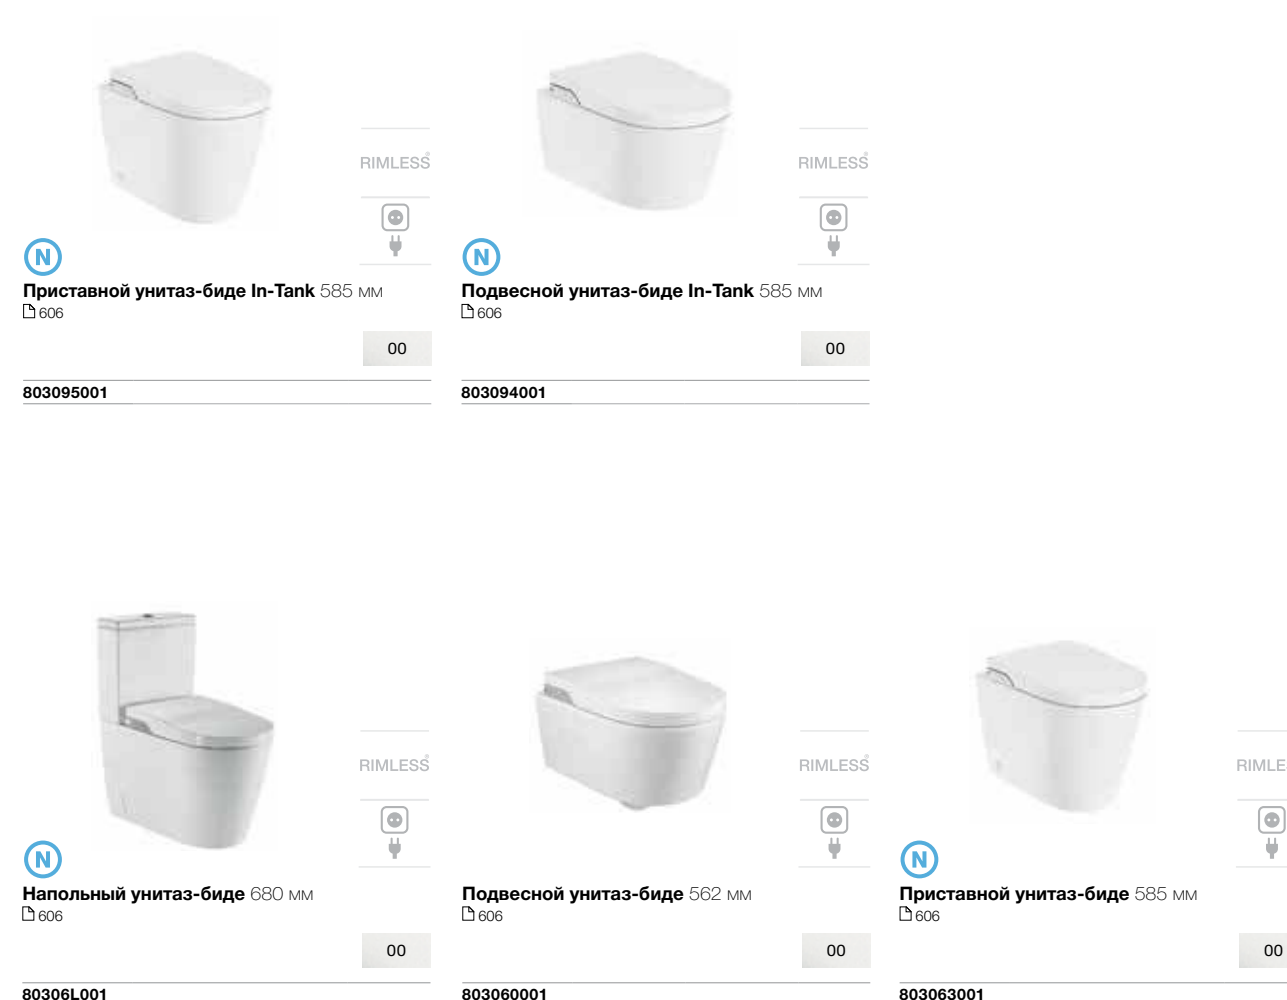 RIMLESS®
RIMLESS®
N
N
Приставной унитаз-биде In-Tank 585 мм
606
00
803095001
Подвесной унитаз-биде In-Tank 585 мм
606
00
803094001
RIMLESS®
RIMLESS®
RIMLE
N
N
Напольный унитаз-биде 680 мм
606
00
80306L001
Подвесной унитаз-биде 562 мм
606
00
803060001
Приставной унитаз-биде 585 мм
606
00
803063001